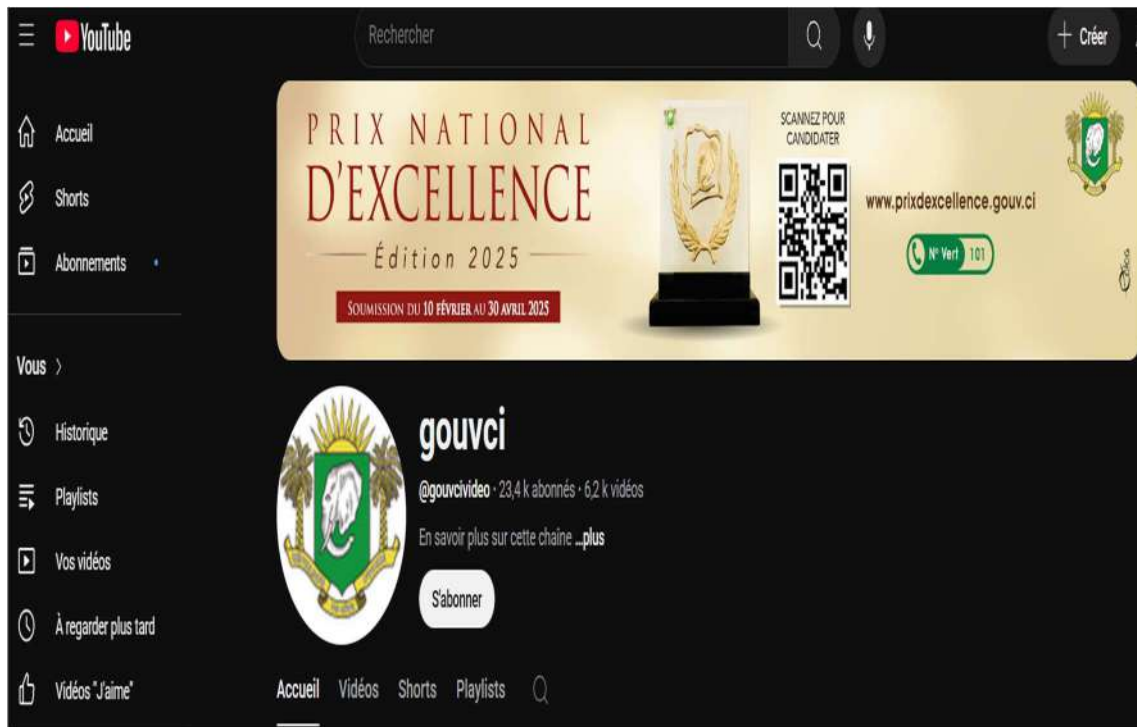 YouTube
Rechercher
Créer
Accueil
Shorts
Abonnements
Vous
Historique
Playlists
Vos vidéos
À regarder plus tard
Vidéos "J'aime"
PRIX NATIONAL
D'EXCELLENCE
Édition 2025
SOUMISSION DU 10 FÉVRIER AU 30 AVRIL 2025
SCANNEZ POUR
CANDIDATER
www.prixdexcellence.gouv.ci
N° Vert 101
gouvci
@gouvcivideo · 23,4 k abonnés · 6,2 k vidéos
En savoir plus sur cette chaîne ...plus
S'abonner
Accueil Vidéos Shorts Playlists